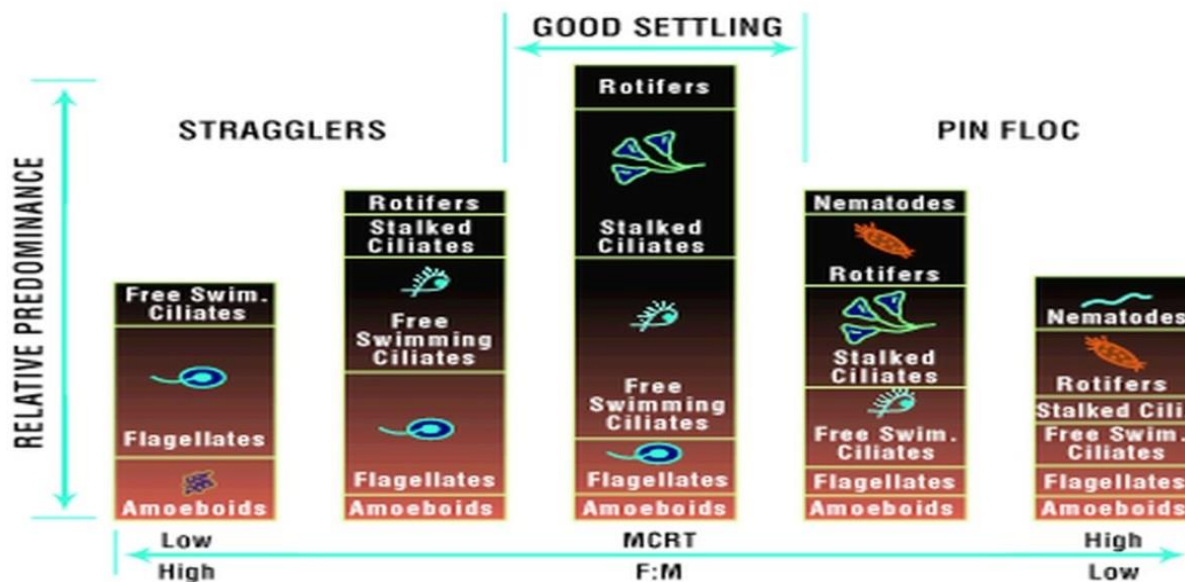 GOOD SETTLING
STRAGGLERS
PIN FLOC
RELATIVE PREDOMINANCE
Free Swim.
Ciliates
Flagellates
Amoeboids
Rotifers
Stalked
Ciliates
Free
Swimming
Ciliates
Flagellates
Amoeboids
Rotifers
Stalked
Ciliates
Free
Swimming
Ciliates
Flagellates
Amoeboids
Nematodes
Rotifers
Stalked
Ciliates
Free Swim.
Ciliates
Flagellates
Amoeboids
Nematodes
Rotifers
Stalked Cili
Free Swim.
Ciliates
Flagellates
Amoeboids
Low MCRT High
High F:M Low